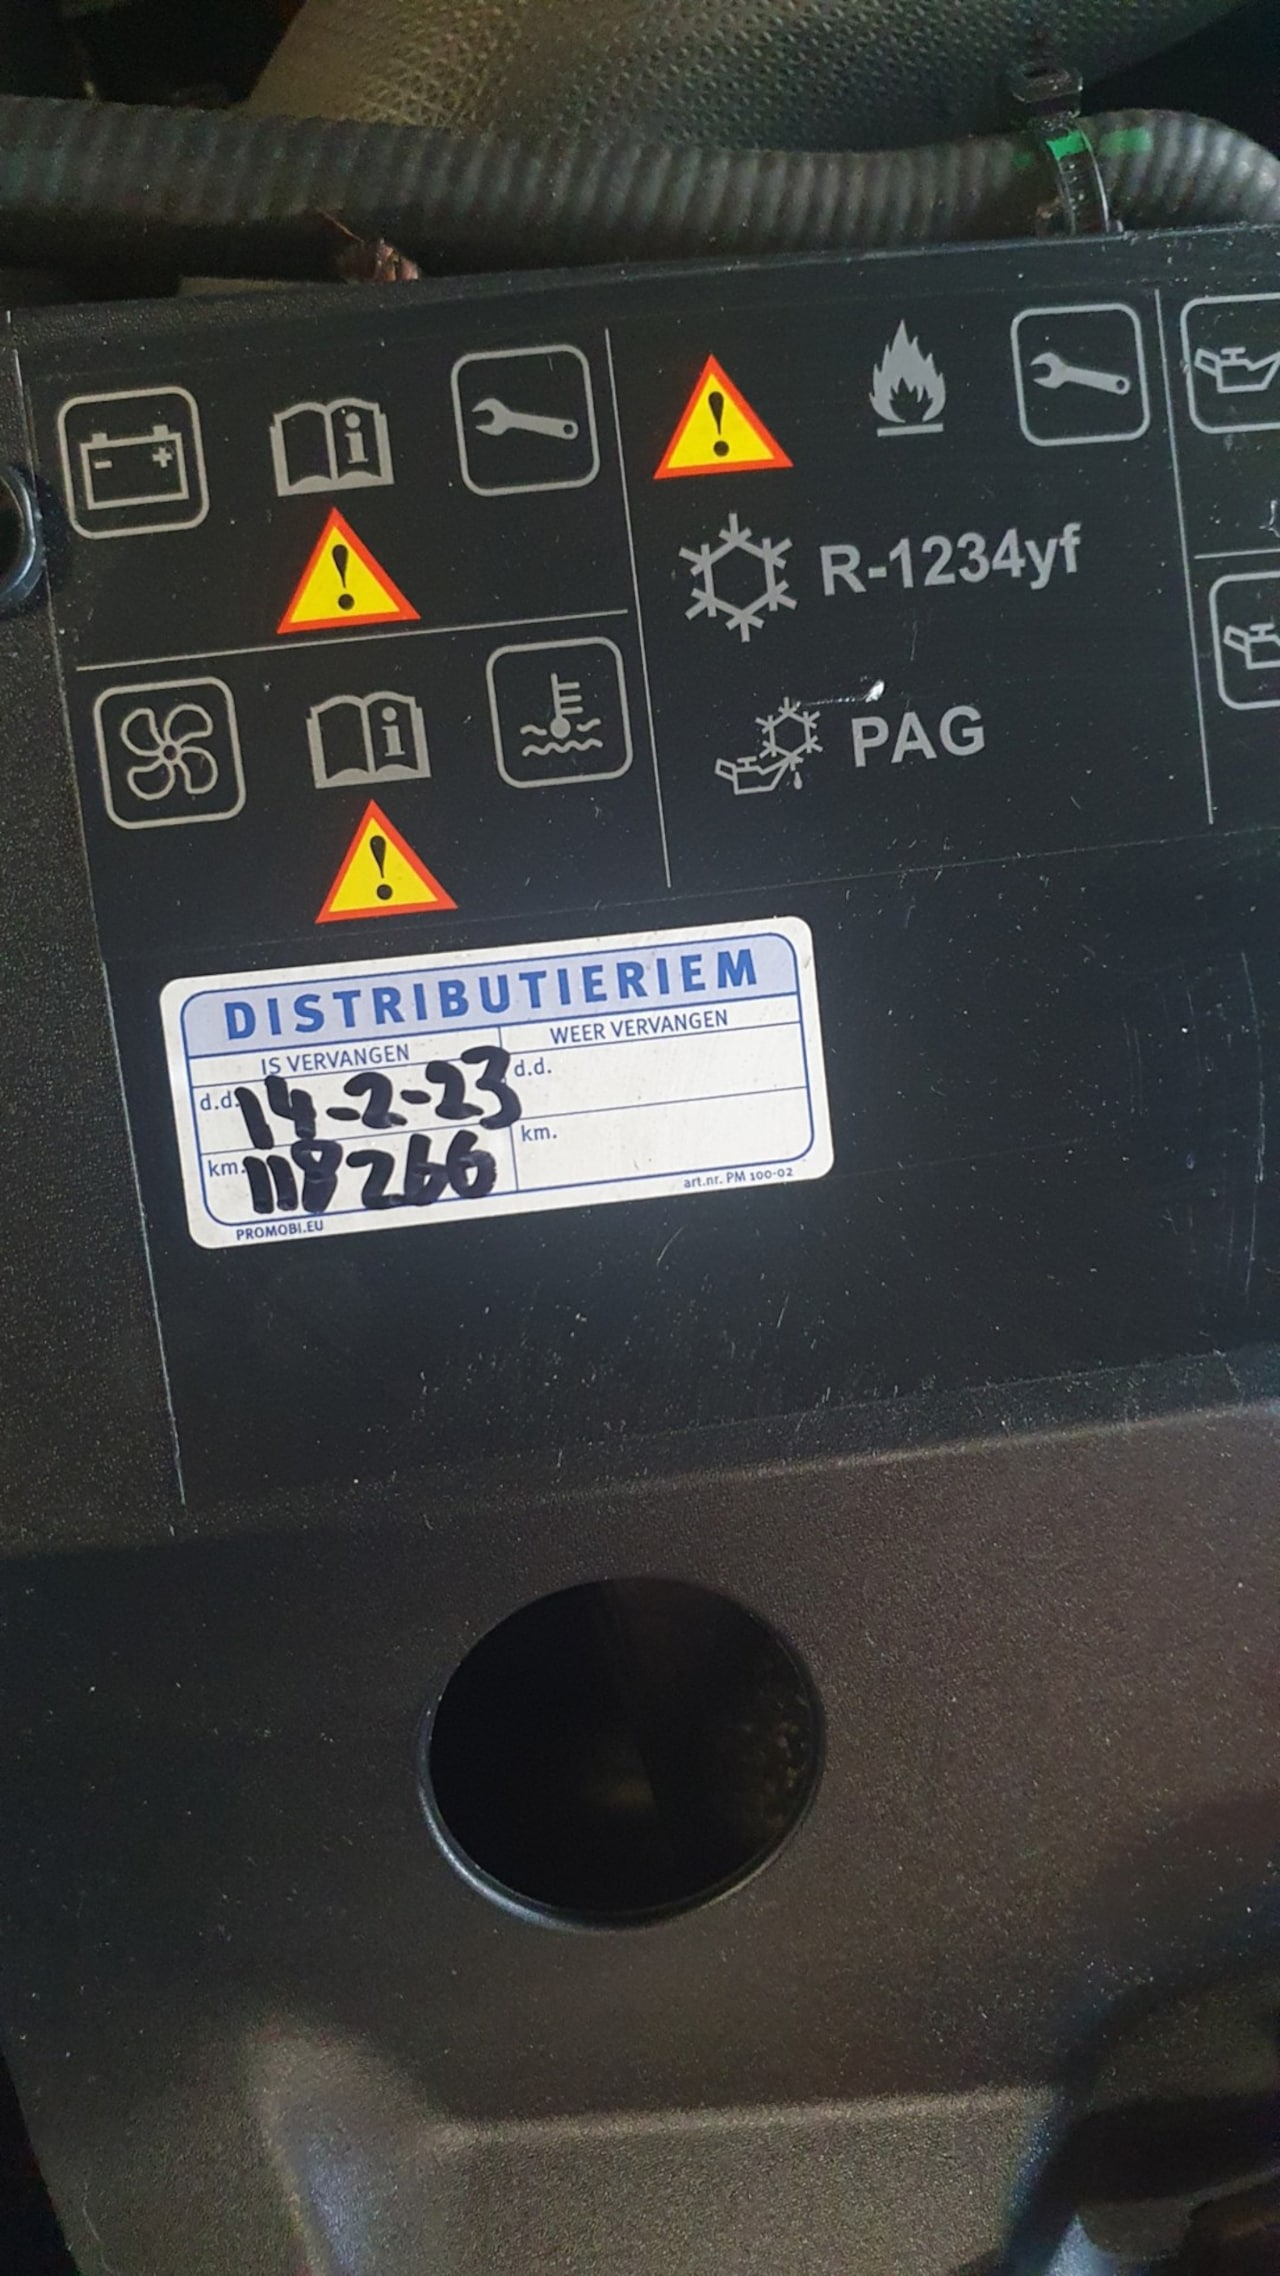 R-1234yf
PAG
DISTRIBUTIERIEM
IS VERVANGEN
WEER VERVANGEN
d.d. 14-2-23
d.d.
km. 118266
km.
PROMOBI.EU
art.nr. PM 100-02